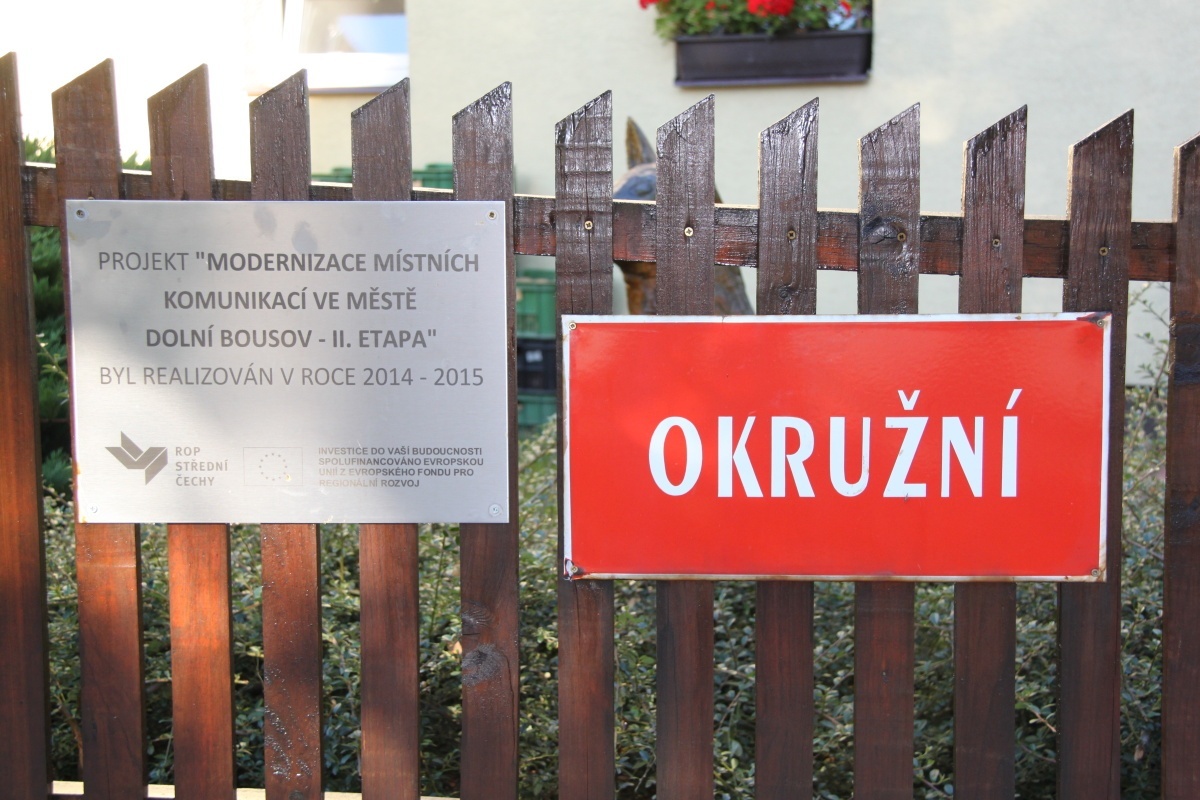 PROJEKT "MODERNIZACE MÍSTNÍCH
KOMUNIKACÍ VE MĚSTĚ
DOLNÍ BOUSOV - II. ETAPA"
BYL REALIZOVÁN V ROCE 2014 - 2015
ROP
STŘEDNÍ
ČECHY
INVESTICE DO VAŠÍ BUDOUCNOSTI
SPOLUFINANCOVÁNO EVROPSKOU
UNIÍ Z EVROPSKÉHO FONDU PRO
REGIONÁLNÍ ROZVOJ
OKRUŽNÍ